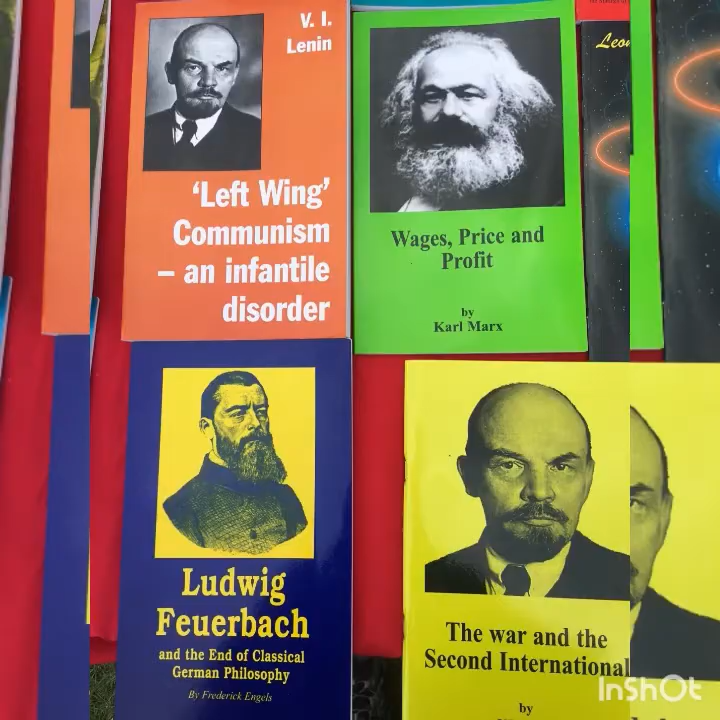 V. I.
Lenin
'Left Wing'
Communism
– an infantile
disorder
Wages, Price and
Profit
by
Karl Marx
Ludwig
Feuerbach
and the End of Classical
German Philosophy
By Frederick Engels
The war and the
Second International
by
InShOt